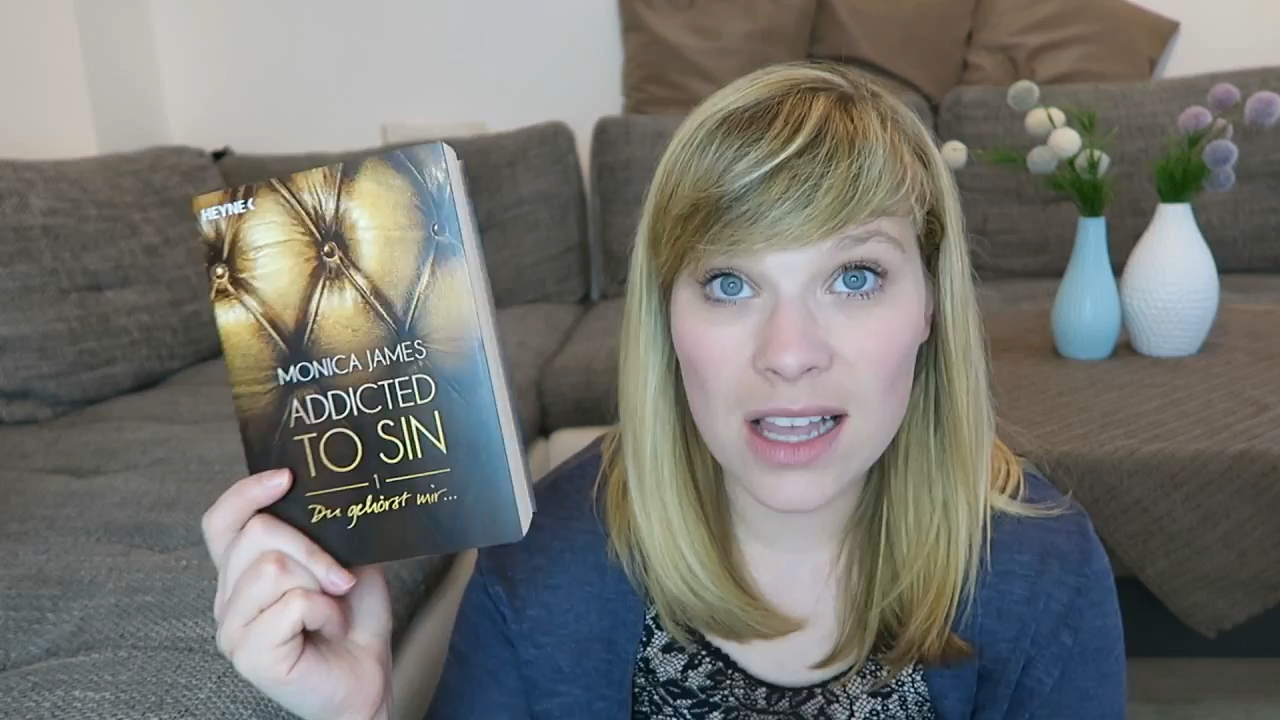 HEYNE‹
MONICA JAMES
ADDICTED
TO SIN
1
Du gehörst mir...